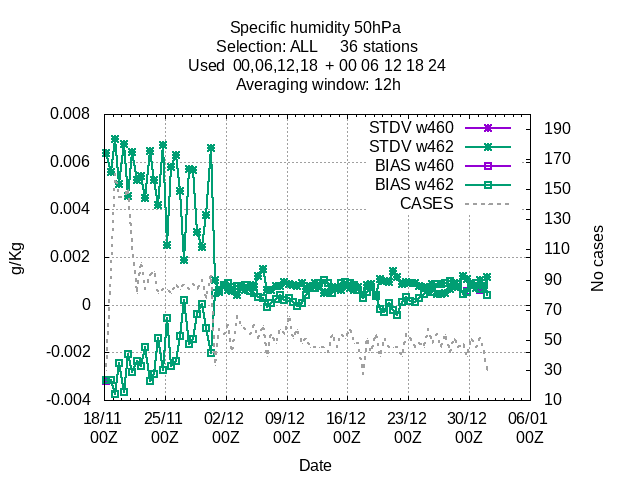 Specific humidity 50hPa
Selection: ALL     36 stations
Used  00,06,12,18  + 00 06 12 18 24
Averaging window: 12h
STDV w460
STDV w462
BIAS w460
BIAS w462
CASES
0.008
0.006
0.004
0.002
0
-0.002
-0.004
g/Kg
190
170
150
130
110
90
70
50
30
10
No cases
18/11 25/11 02/12 09/12 16/12 23/12 30/12 06/01
00Z 00Z 00Z 00Z 00Z 00Z 00Z 00Z
Date